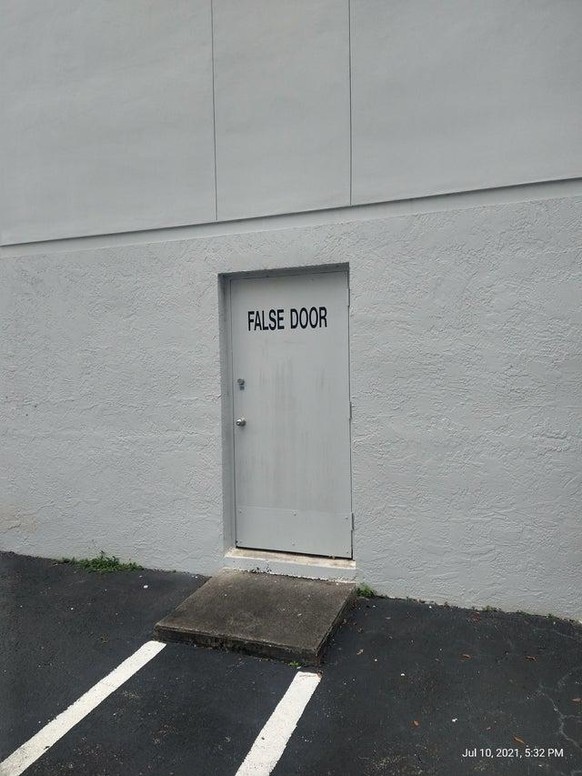 FALSE DOOR
Jul 10, 2021, 5:32 PM